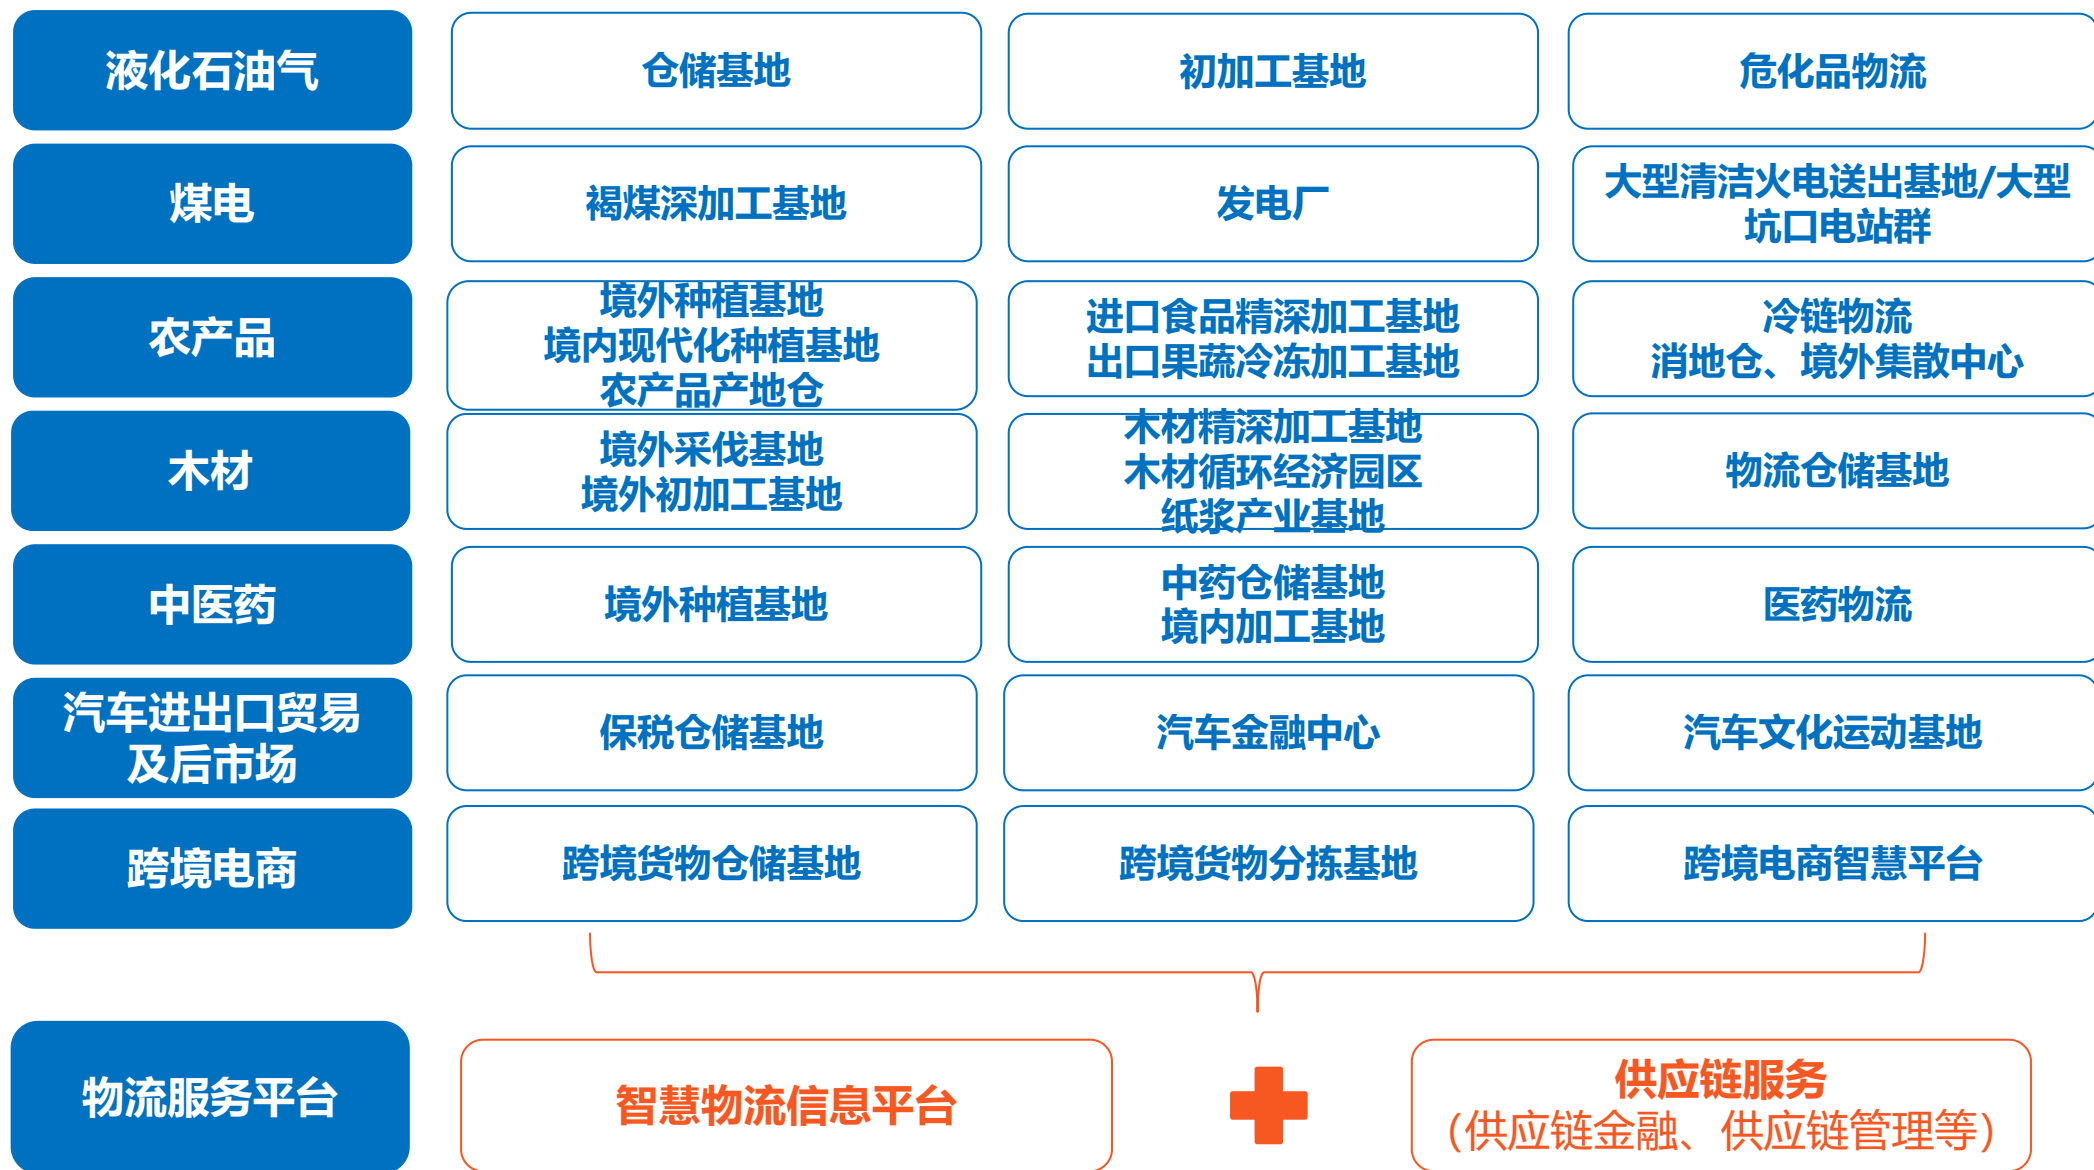 液化石油气
仓储基地
初加工基地
危化品物流
煤电
褐煤深加工基地
发电厂
大型清洁火电送出基地/大型
坑口电站群
农产品
境外种植基地
境内现代化种植基地
农产品产地仓
进口食品精深加工基地
出口果蔬冷冻加工基地
冷链物流
消地仓、境外集散中心
木材
境外采伐基地
境外初加工基地
木材精深加工基地
木材循环经济园区
纸浆产业基地
物流仓储基地
中医药
境外种植基地
中药仓储基地
境内加工基地
医药物流
汽车进出口贸易
及后市场
保税仓储基地
汽车金融中心
汽车文化运动基地
跨境电商
跨境货物仓储基地
跨境货物分拣基地
跨境电商智慧平台
物流服务平台
智慧物流信息平台
供应链服务
(供应链金融、供应链管理等)